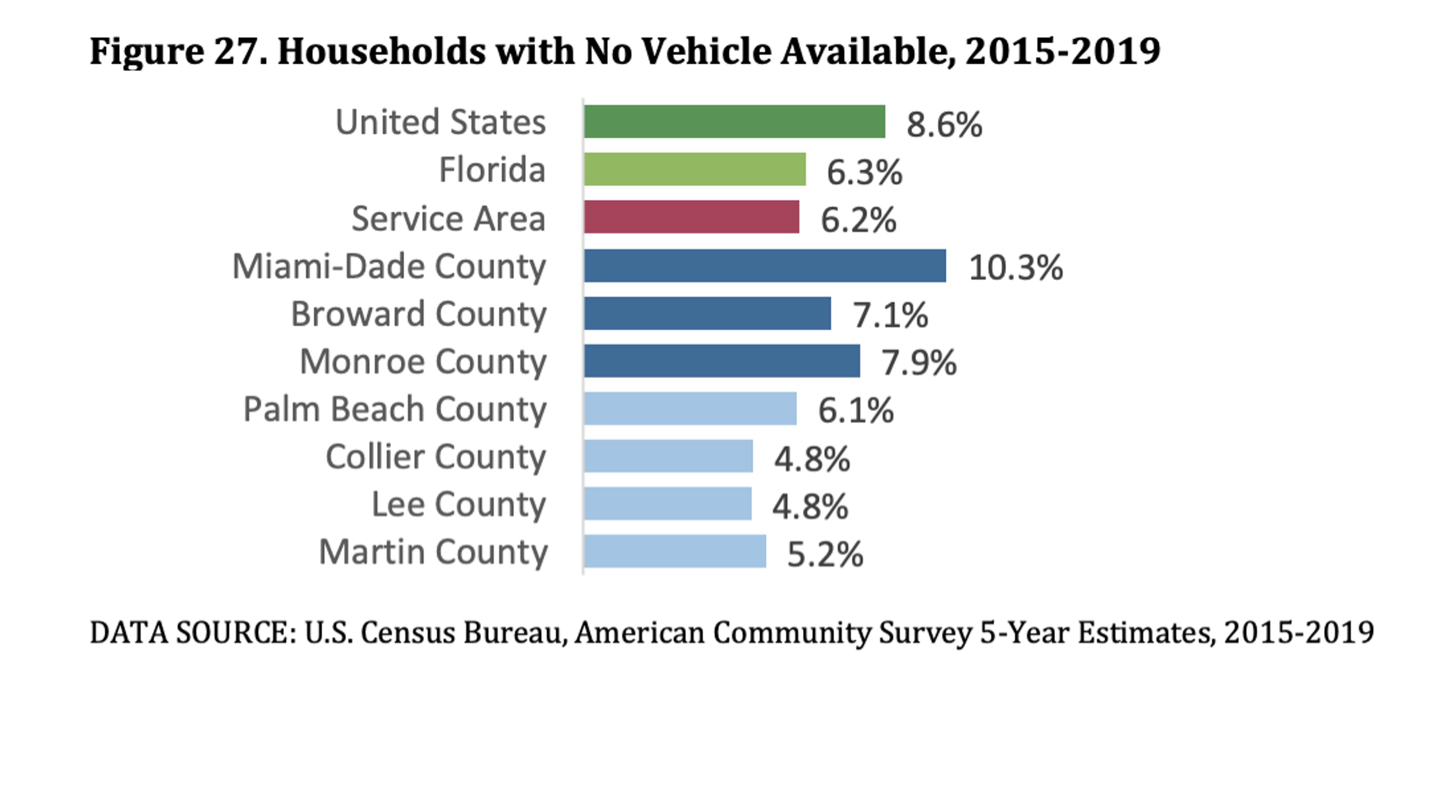 Figure 27. Households with No Vehicle Available, 2015-2019
United States 8.6%
Florida 6.3%
Service Area 6.2%
Miami-Dade County 10.3%
Broward County 7.1%
Monroe County 7.9%
Palm Beach County 6.1%
Collier County 4.8%
Lee County 4.8%
Martin County 5.2%
DATA SOURCE: U.S. Census Bureau, American Community Survey 5-Year Estimates, 2015-2019